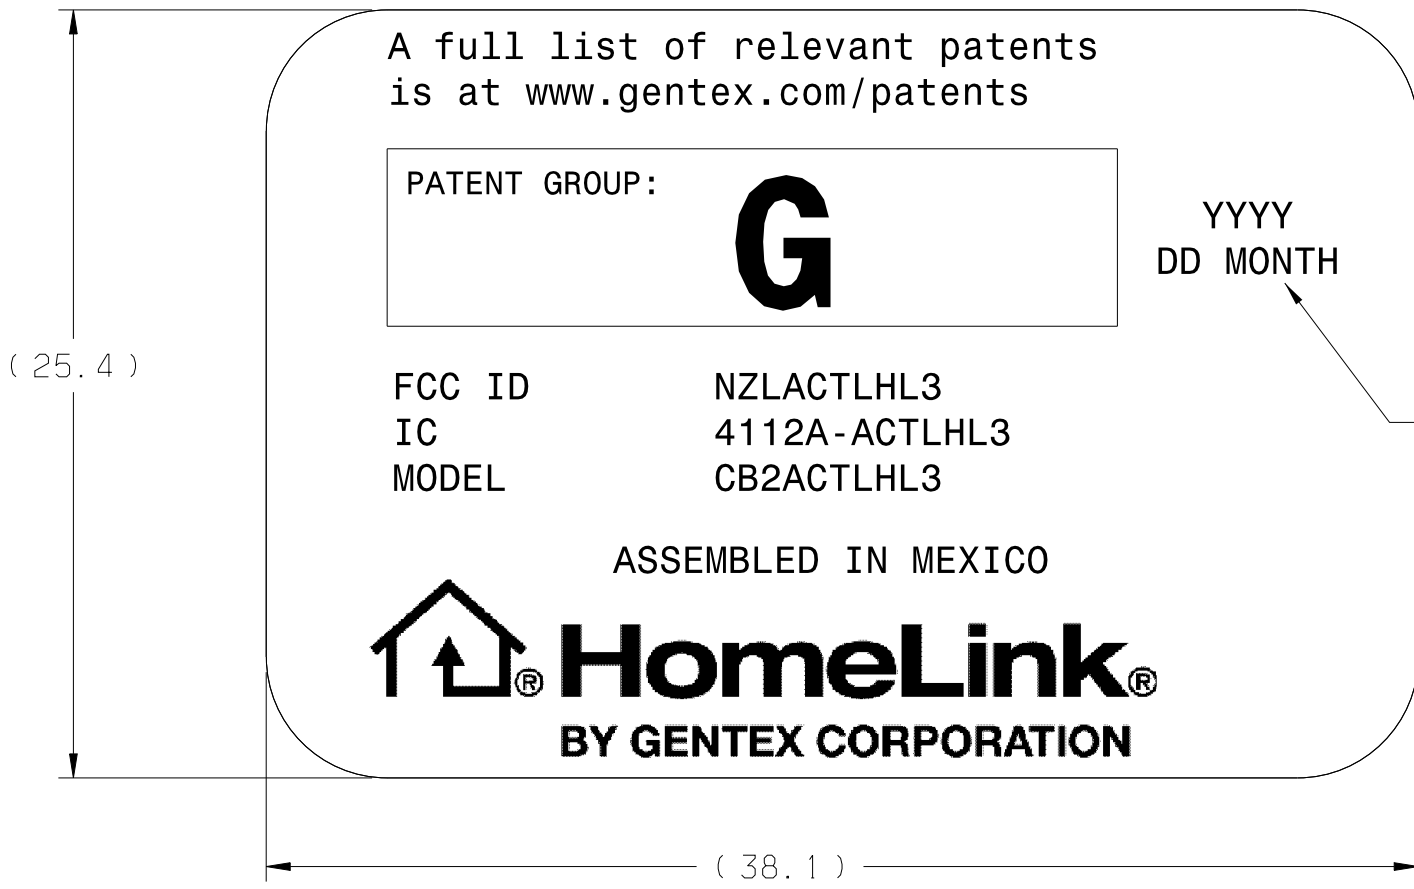 A full list of relevant patents
is at www.gentex.com/patents
PATENT GROUP: G
YYYY
DD MONTH
(25.4)
FCC ID NZLACTLHL3
IC 4112A-ACTLHL3
MODEL CB2ACTLHL3
ASSEMBLED IN MEXICO
® HomeLink®
BY GENTEX CORPORATION
(38.1)